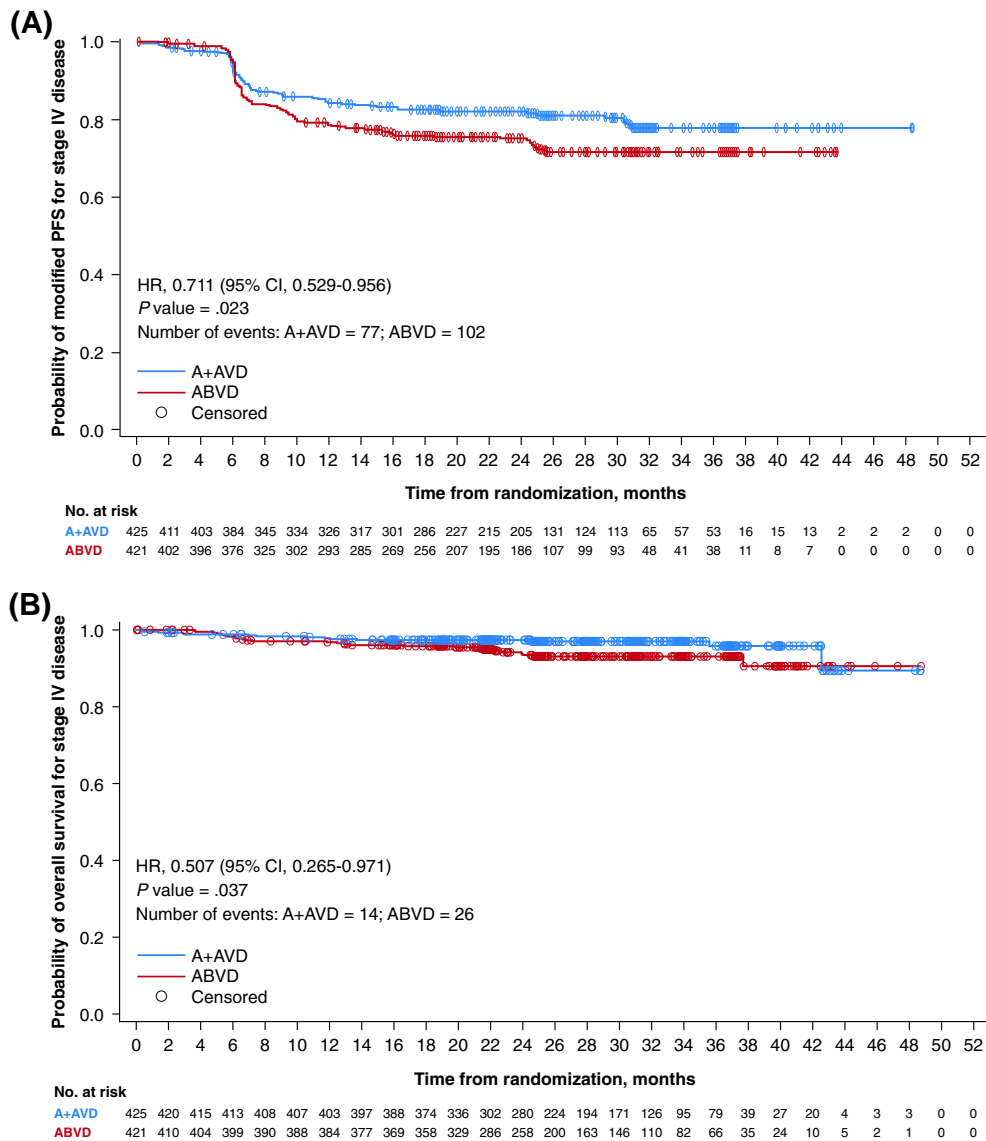 (A)
Probability of modified PFS for stage IV disease
1.0
0.8
0.6
0.4
0.2
0.0
HR, 0.711 (95% CI, 0.529-0.956)
P value = .023
Number of events: A+AVD = 77; ABVD = 102
A+AVD
ABVD
Censored
0 2 4 6 8 10 12 14 16 18 20 22 24 26 28 30 32 34 36 38 40 42 44 46 48 50 52
Time from randomization, months
No. at risk
A+AVD 425 411 403 384 345 334 326 317 301 286 227 215 205 131 124 113 65 57 53 16 15 13 2 2 2 0 0
ABVD 421 402 396 376 325 302 293 285 269 256 207 195 186 107 99 93 48 41 38 11 8 7 0 0 0 0 0
(B)
Probability of overall survival for stage IV disease
1.0
0.8
0.6
0.4
0.2
0.0
HR, 0.507 (95% CI, 0.265-0.971)
P value = .037
Number of events: A+AVD = 14; ABVD = 26
A+AVD
ABVD
Censored
0 2 4 6 8 10 12 14 16 18 20 22 24 26 28 30 32 34 36 38 40 42 44 46 48 50 52
Time from randomization, months
No. at risk
A+AVD 425 420 415 413 408 407 403 397 388 374 336 302 280 224 194 171 126 95 79 39 27 20 4 3 3 0 0
ABVD 421 410 404 399 390 388 384 377 369 358 329 286 258 200 163 146 110 82 66 35 24 10 5 2 1 0 0